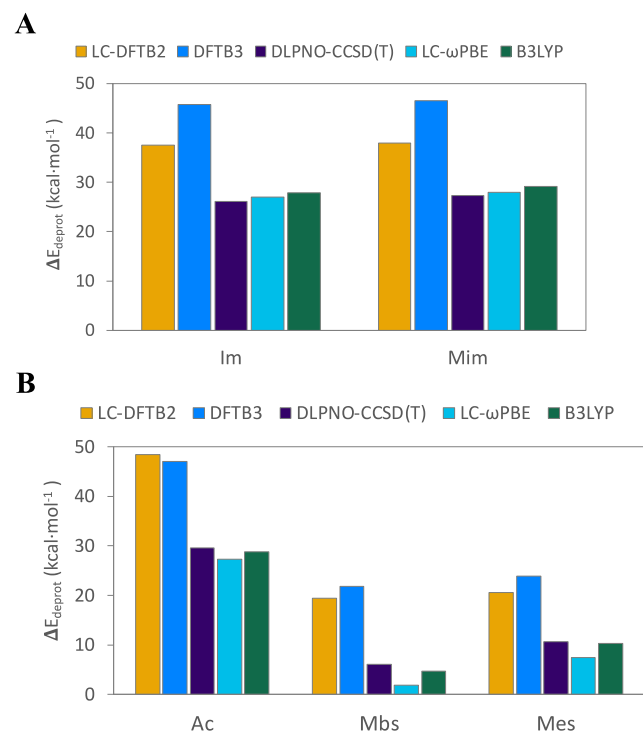 A
LC-DFTB2 DFTB3 DLPNO-CCSD(T) LC-ωPBE B3LYP
50
40
30
20
10
0
ΔEdeprot (kcal·mol-1 )
Im Mim
B
LC-DFTB2 DFTB3 DLPNO-CCSD(T) LC-ωPBE B3LYP
50
40
30
20
10
0
ΔEdeprot (kcal·mol-1 )
Ac Mbs Mes